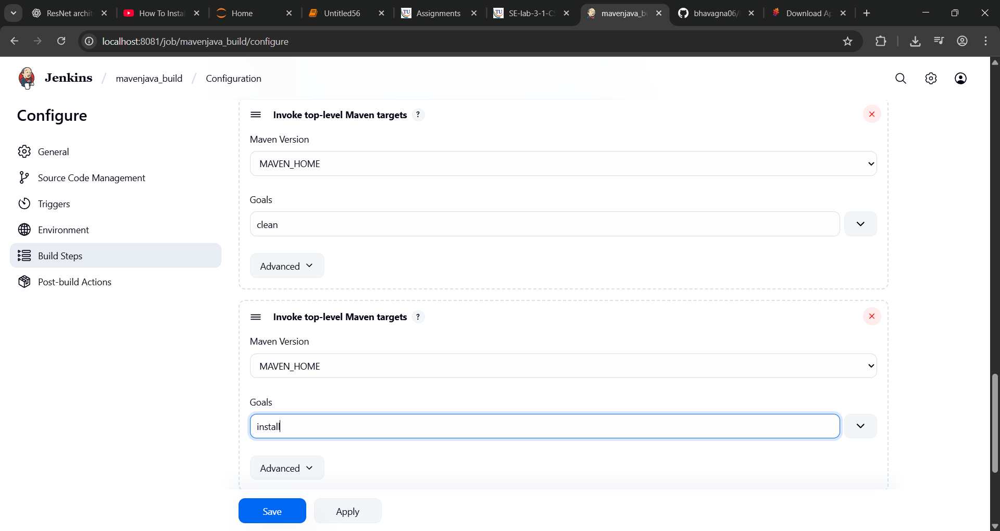 ResNet archit
How To Instal
Home
Untitled56
Assignments
SE-lab-3-1-CS
mavenjava_b
bhavagna06/
Download Ap
localhost:8081/job/mavenjava_build/configure
Jenkins / mavenjava_build / Configuration
Configure
General
Source Code Management
Triggers
Environment
Build Steps
Post-build Actions
Invoke top-level Maven targets ?
Maven Version
MAVEN_HOME
Goals
clean
Advanced
Invoke top-level Maven targets ?
Maven Version
MAVEN_HOME
Goals
install
Advanced
Save
Apply